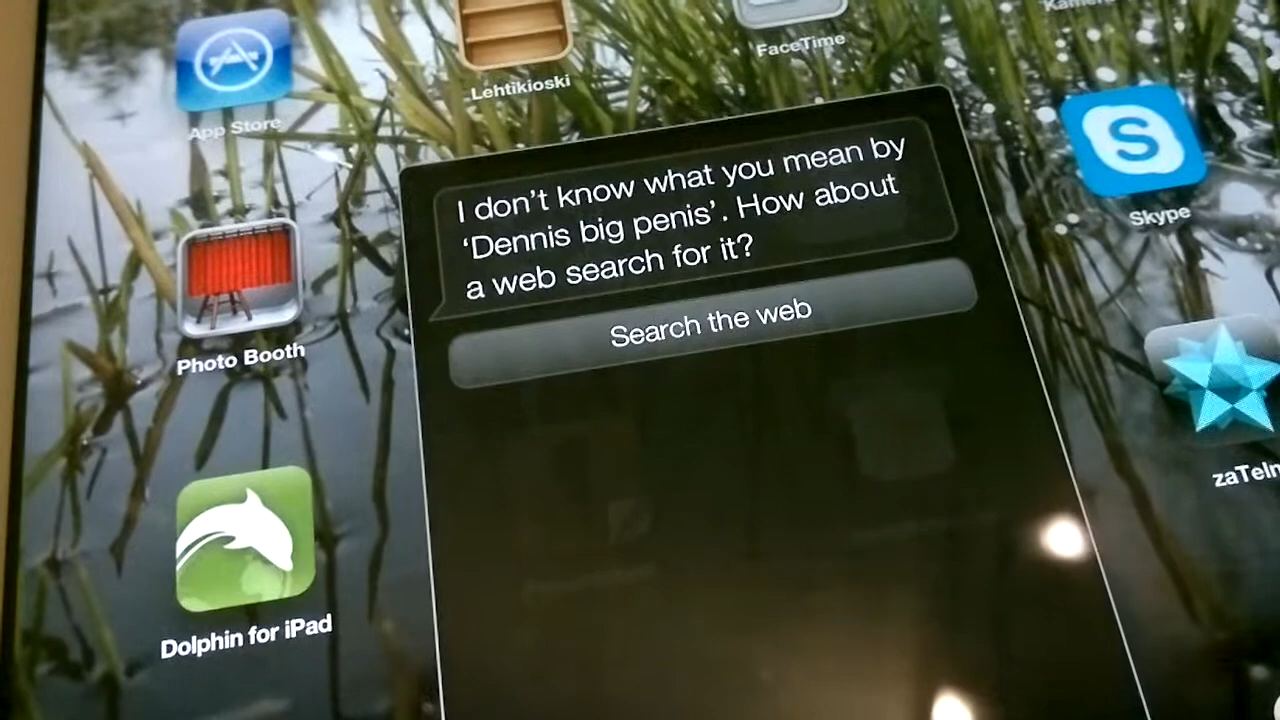 App Store
Lehtikioski
FaceTime
I don't know what you mean by
'Dennis big penis'. How about
a web search for it?
Search the web
Skype
Photo Booth
Dolphin for iPad